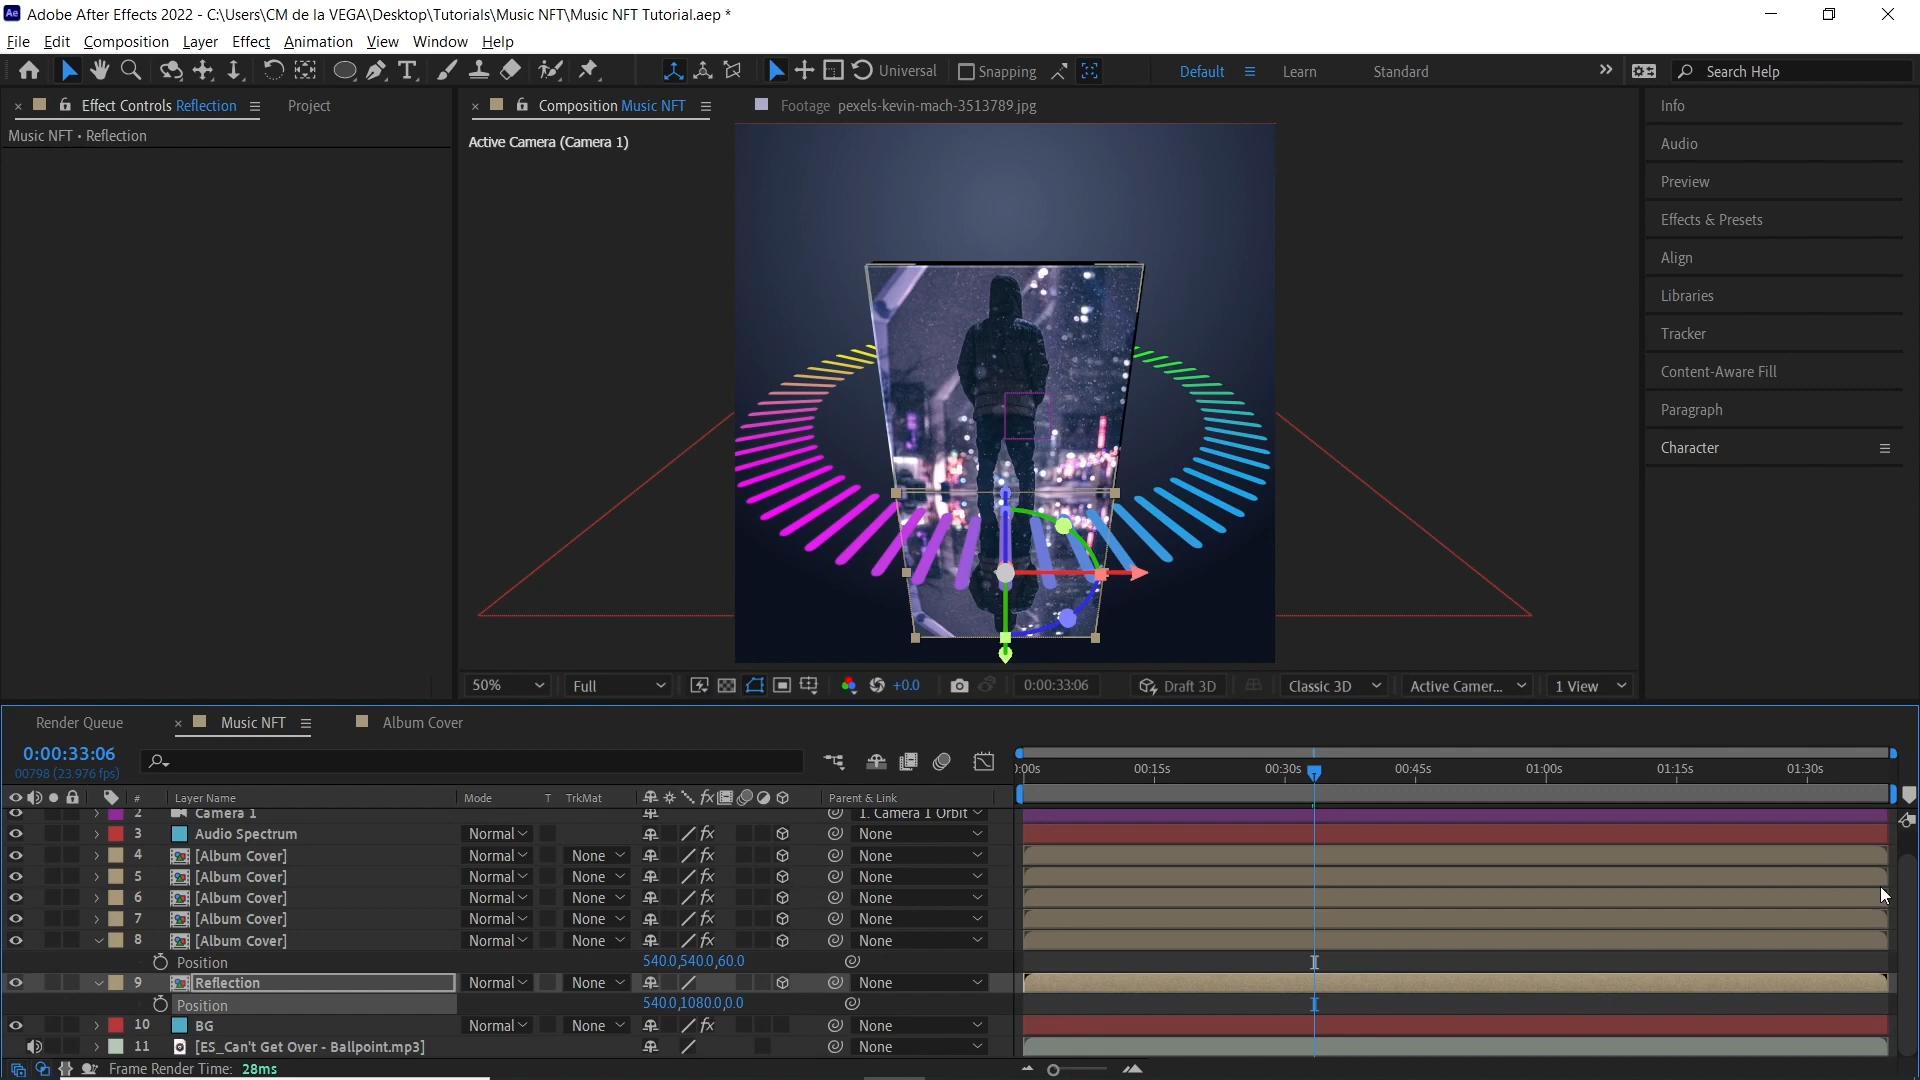 Adobe After Effects 2022 - C:\Users\CM de la VEGA\Desktop\Tutorials\Music NFT\Music NFT Tutorial.aep *
File Edit Composition Layer Effect Animation View Window Help
Universal Snapping Default Learn Standard Search Help
Effect Controls Reflection Project
Composition Music NFT Footage pexels-kevin-mach-3513789.jpg
Info
Music NFT • Reflection
Active Camera (Camera 1)
Audio
Preview
Effects & Presets
Align
Libraries
Tracker
Content-Aware Fill
Paragraph
Character
50% Full +0.0 0:00:33:06 Draft 3D Classic 3D Active Camer... 1 View
Render Queue Music NFT Album Cover
0:00:33:06
00798 (23.976 fps)
:00s 00:15s 00:30s 00:45s 01:00s 01:15s 01:30s
# Layer Name Mode T TrkMat Parent & Link
2 Camera 1 1. Camera 1 Orbit
3 Audio Spectrum Normal None
4 [Album Cover] Normal None None
5 [Album Cover] Normal None None
6 [Album Cover] Normal None None
7 [Album Cover] Normal None None
8 [Album Cover] Normal None None
Position 540.0,540.0,60.0
9 Reflection Normal None None
Position 540.0,1080.0,0.0
10 BG Normal None None
11 [ES_Can't Get Over - Ballpoint.mp3] None
Frame Render Time: 28ms